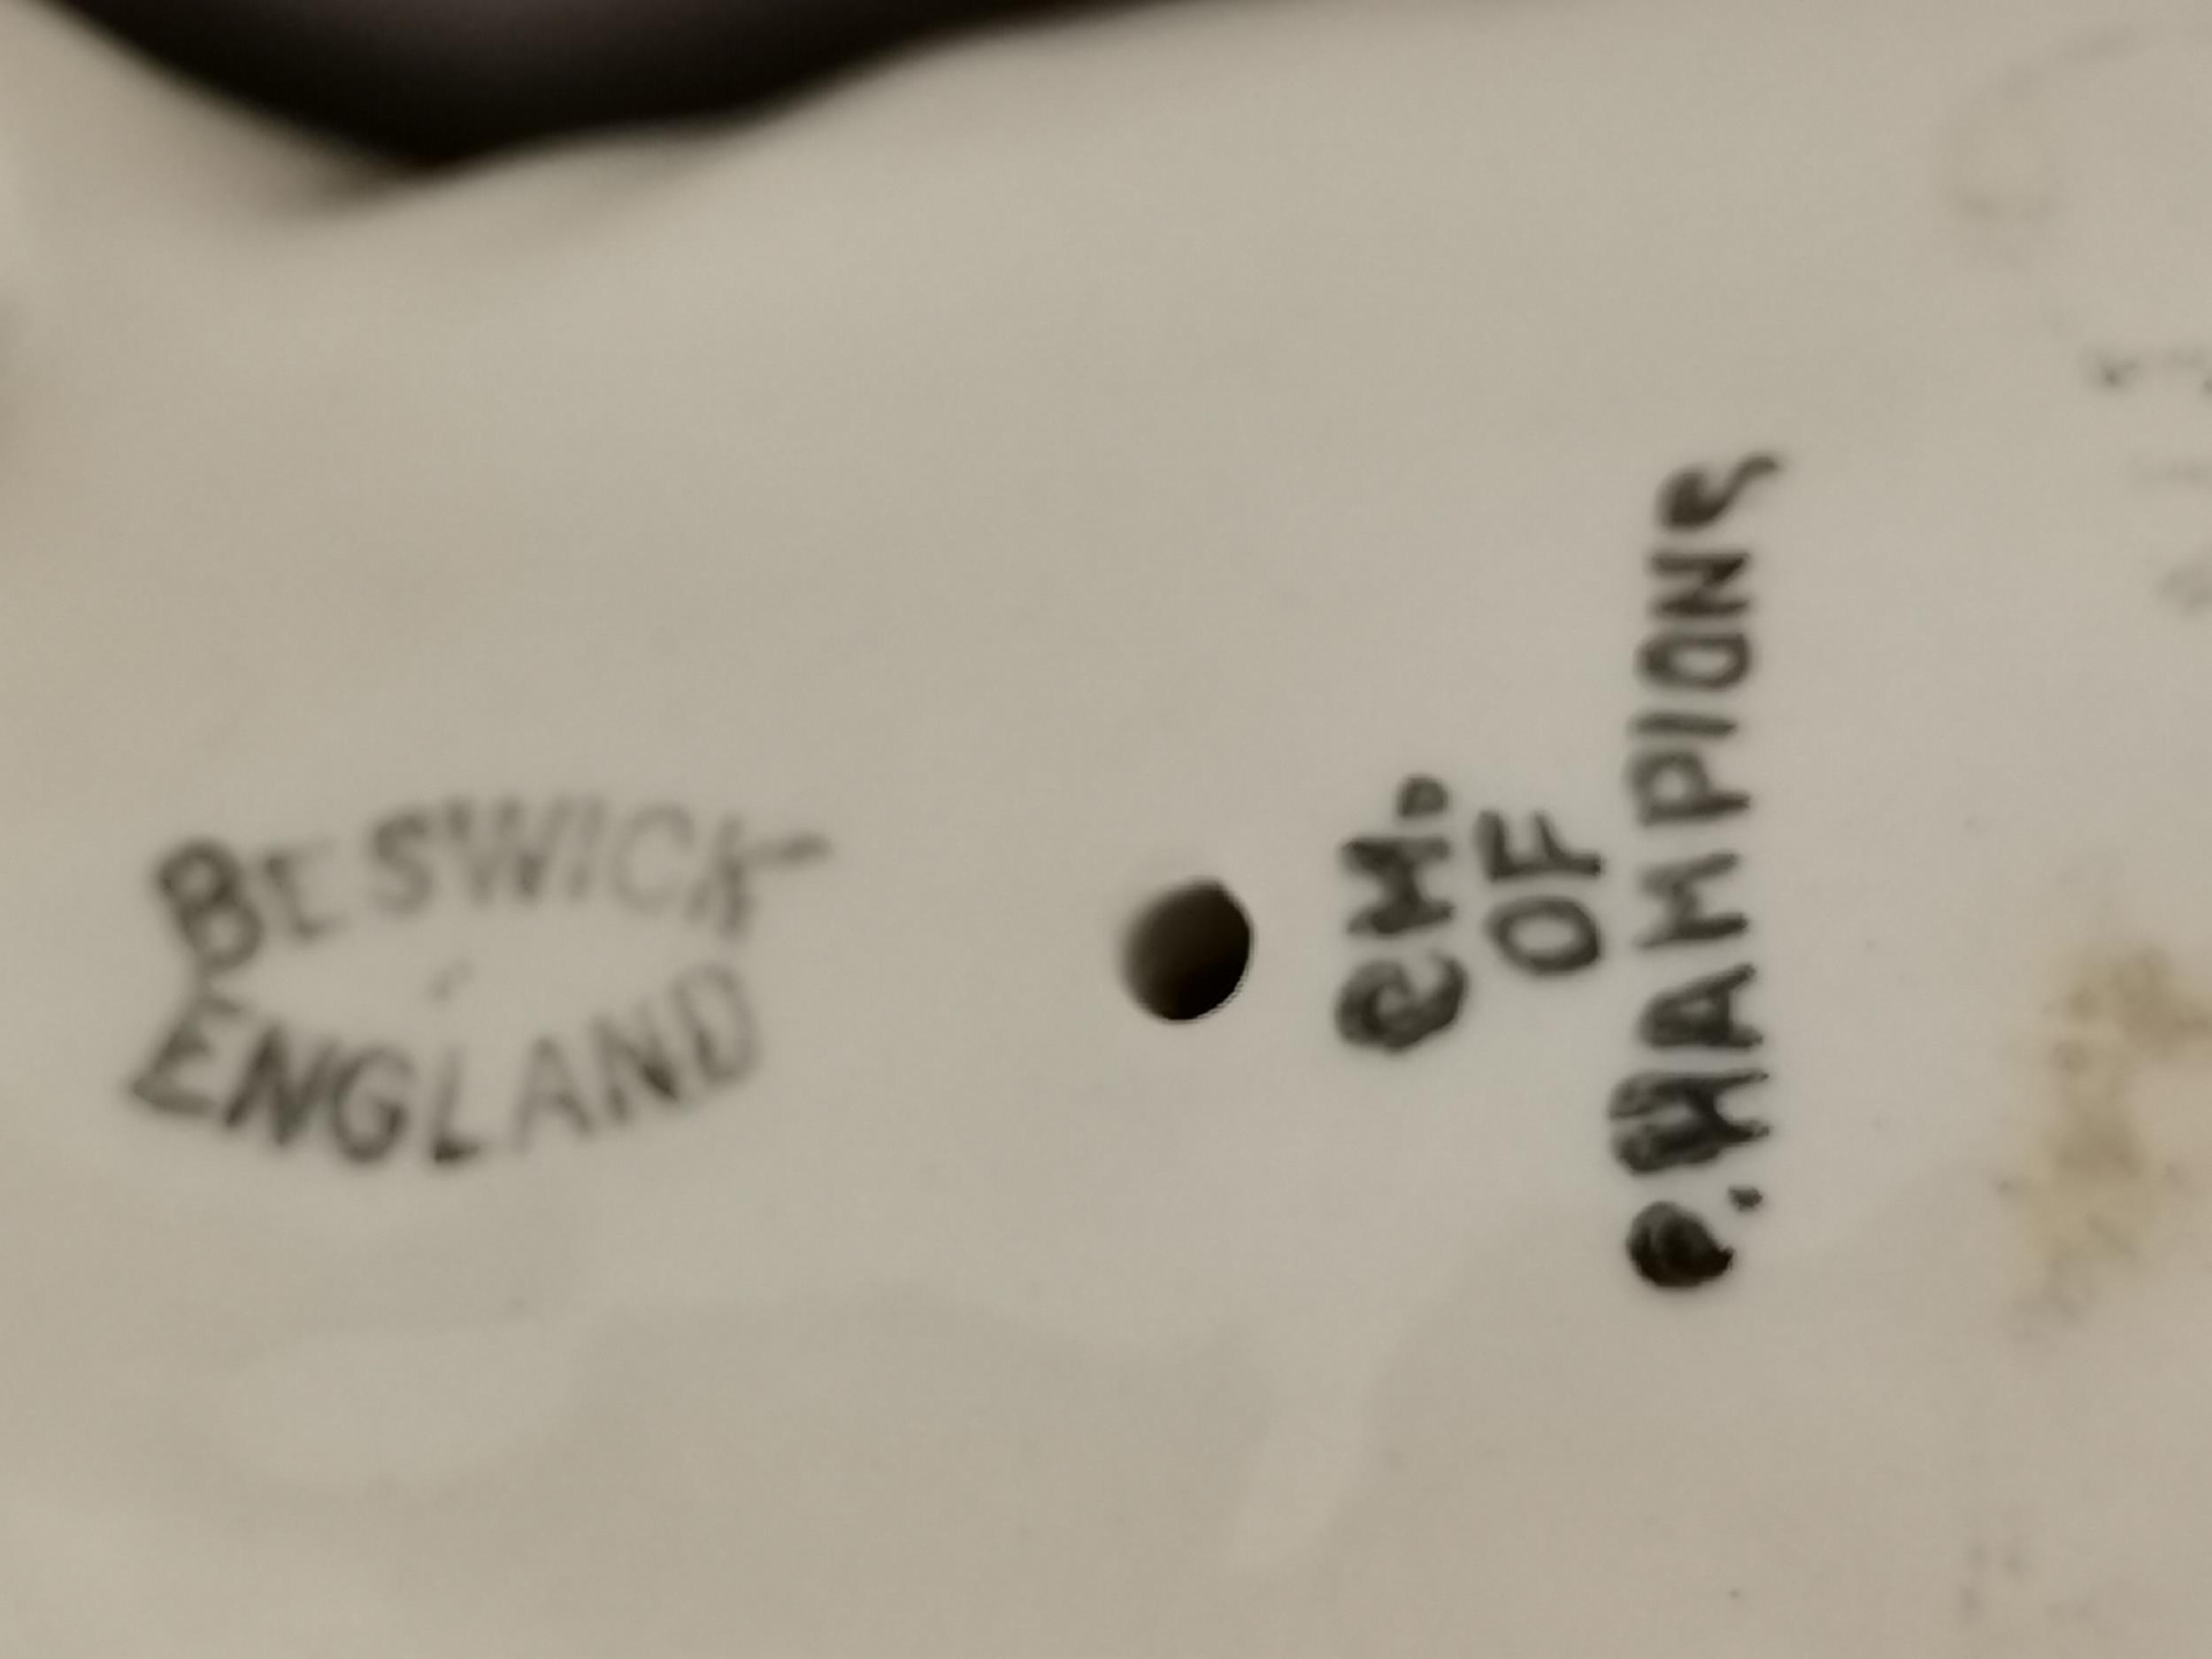 BESWICK
ENGLAND
CH.
OF
CHAMPIONS